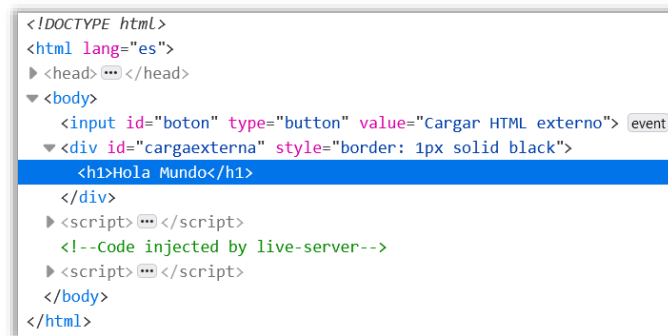 <!DOCTYPE html>
<html lang="es">
<head> ··· </head>
<body>
<input id="boton" type="button" value="Cargar HTML externo"> event
<div id="cargaexterna" style="border: 1px solid black">
<h1>Hola Mundo</h1>
</div>
<script> ··· </script>
<!--Code injected by live-server-->
<script> ··· </script>
</body>
</html>